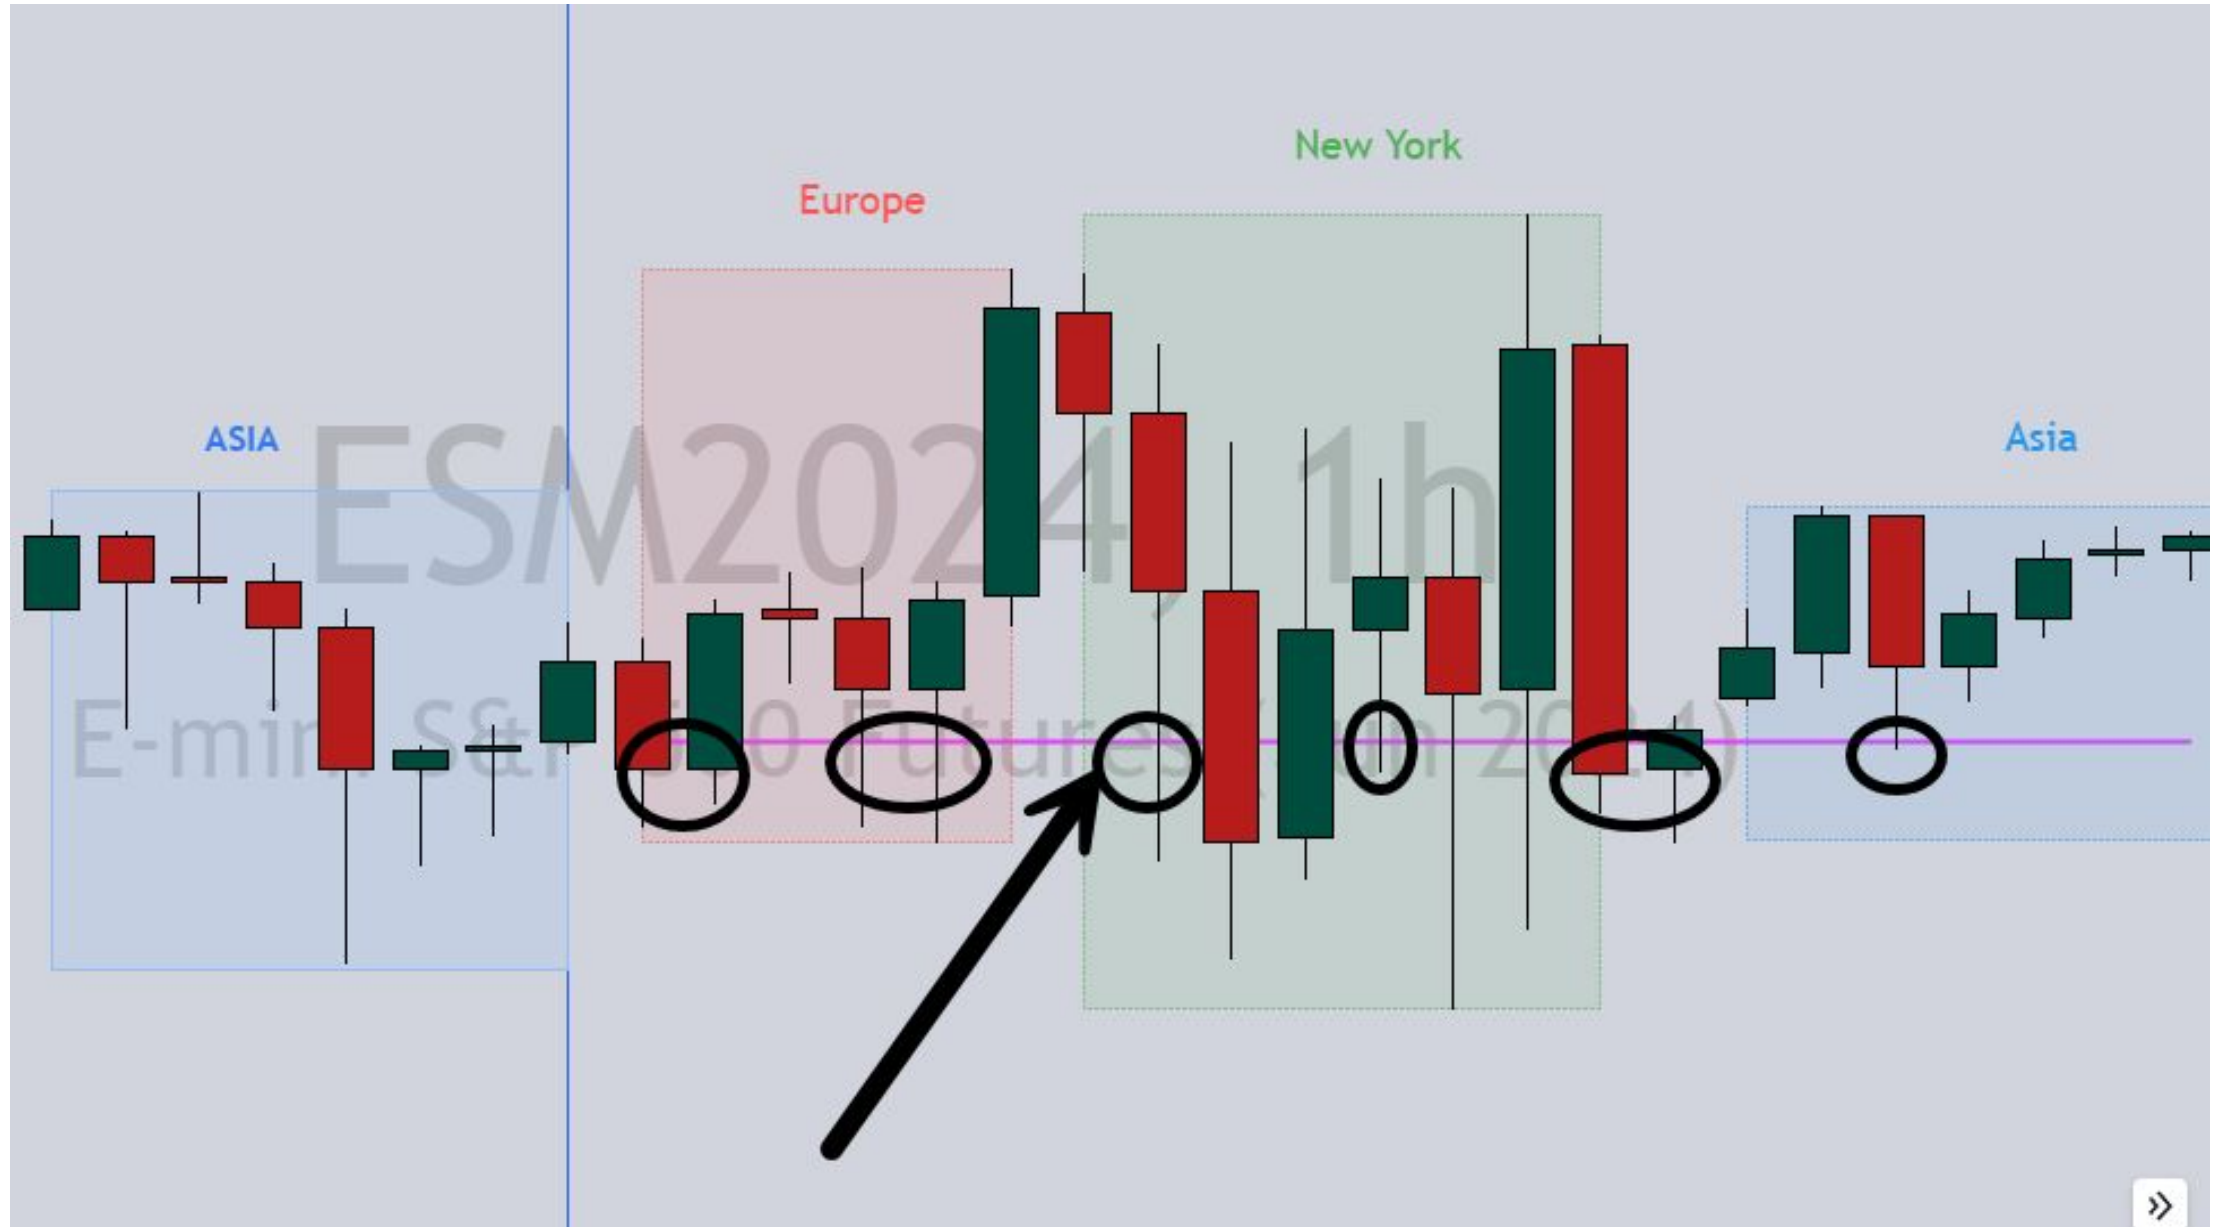 New York
Europe
ASIA
Asia
ESM2024, 1h
E-mini S&P 500 Futures (Jun 2024)